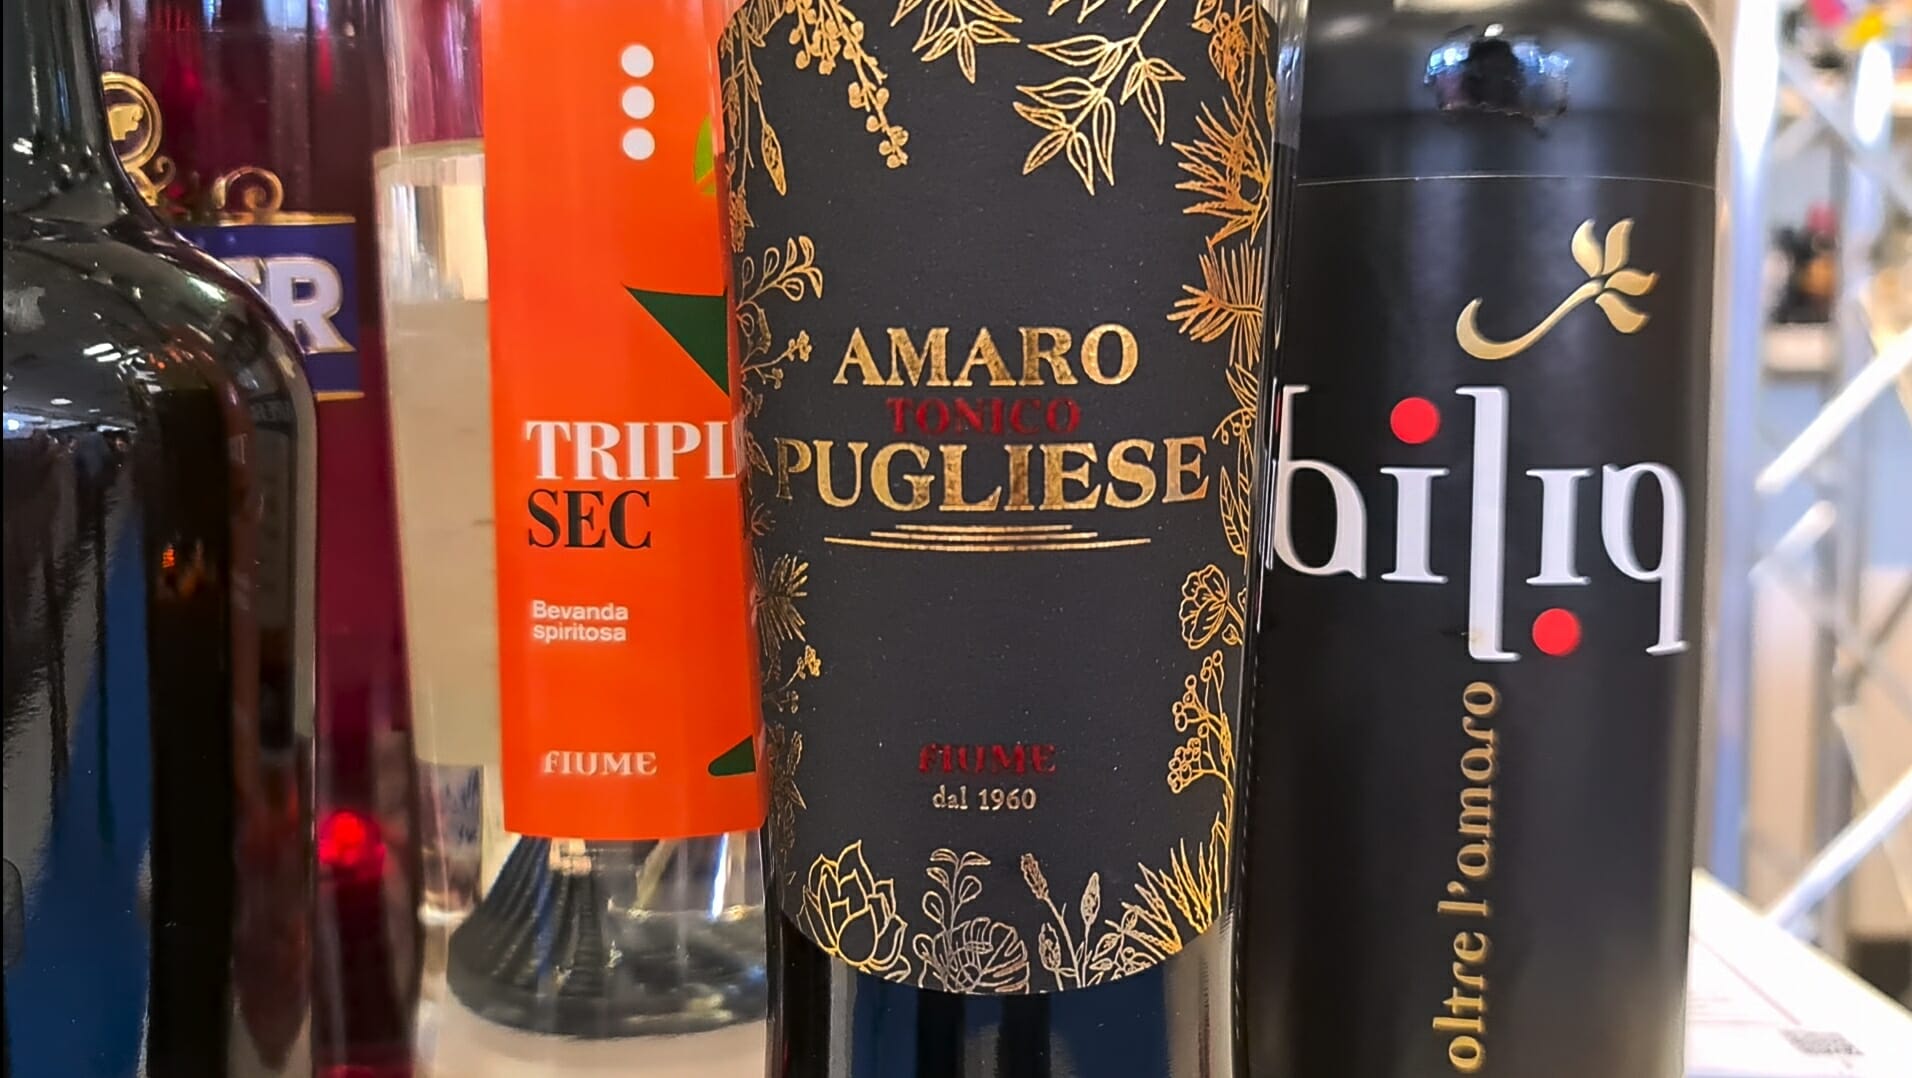 TRIPL
SEC
Bevanda
spiritosa
FIUME
AMARO
TONICO
PUGLIESE
FIUME
dal 1960
biliq
oltre l'amaro